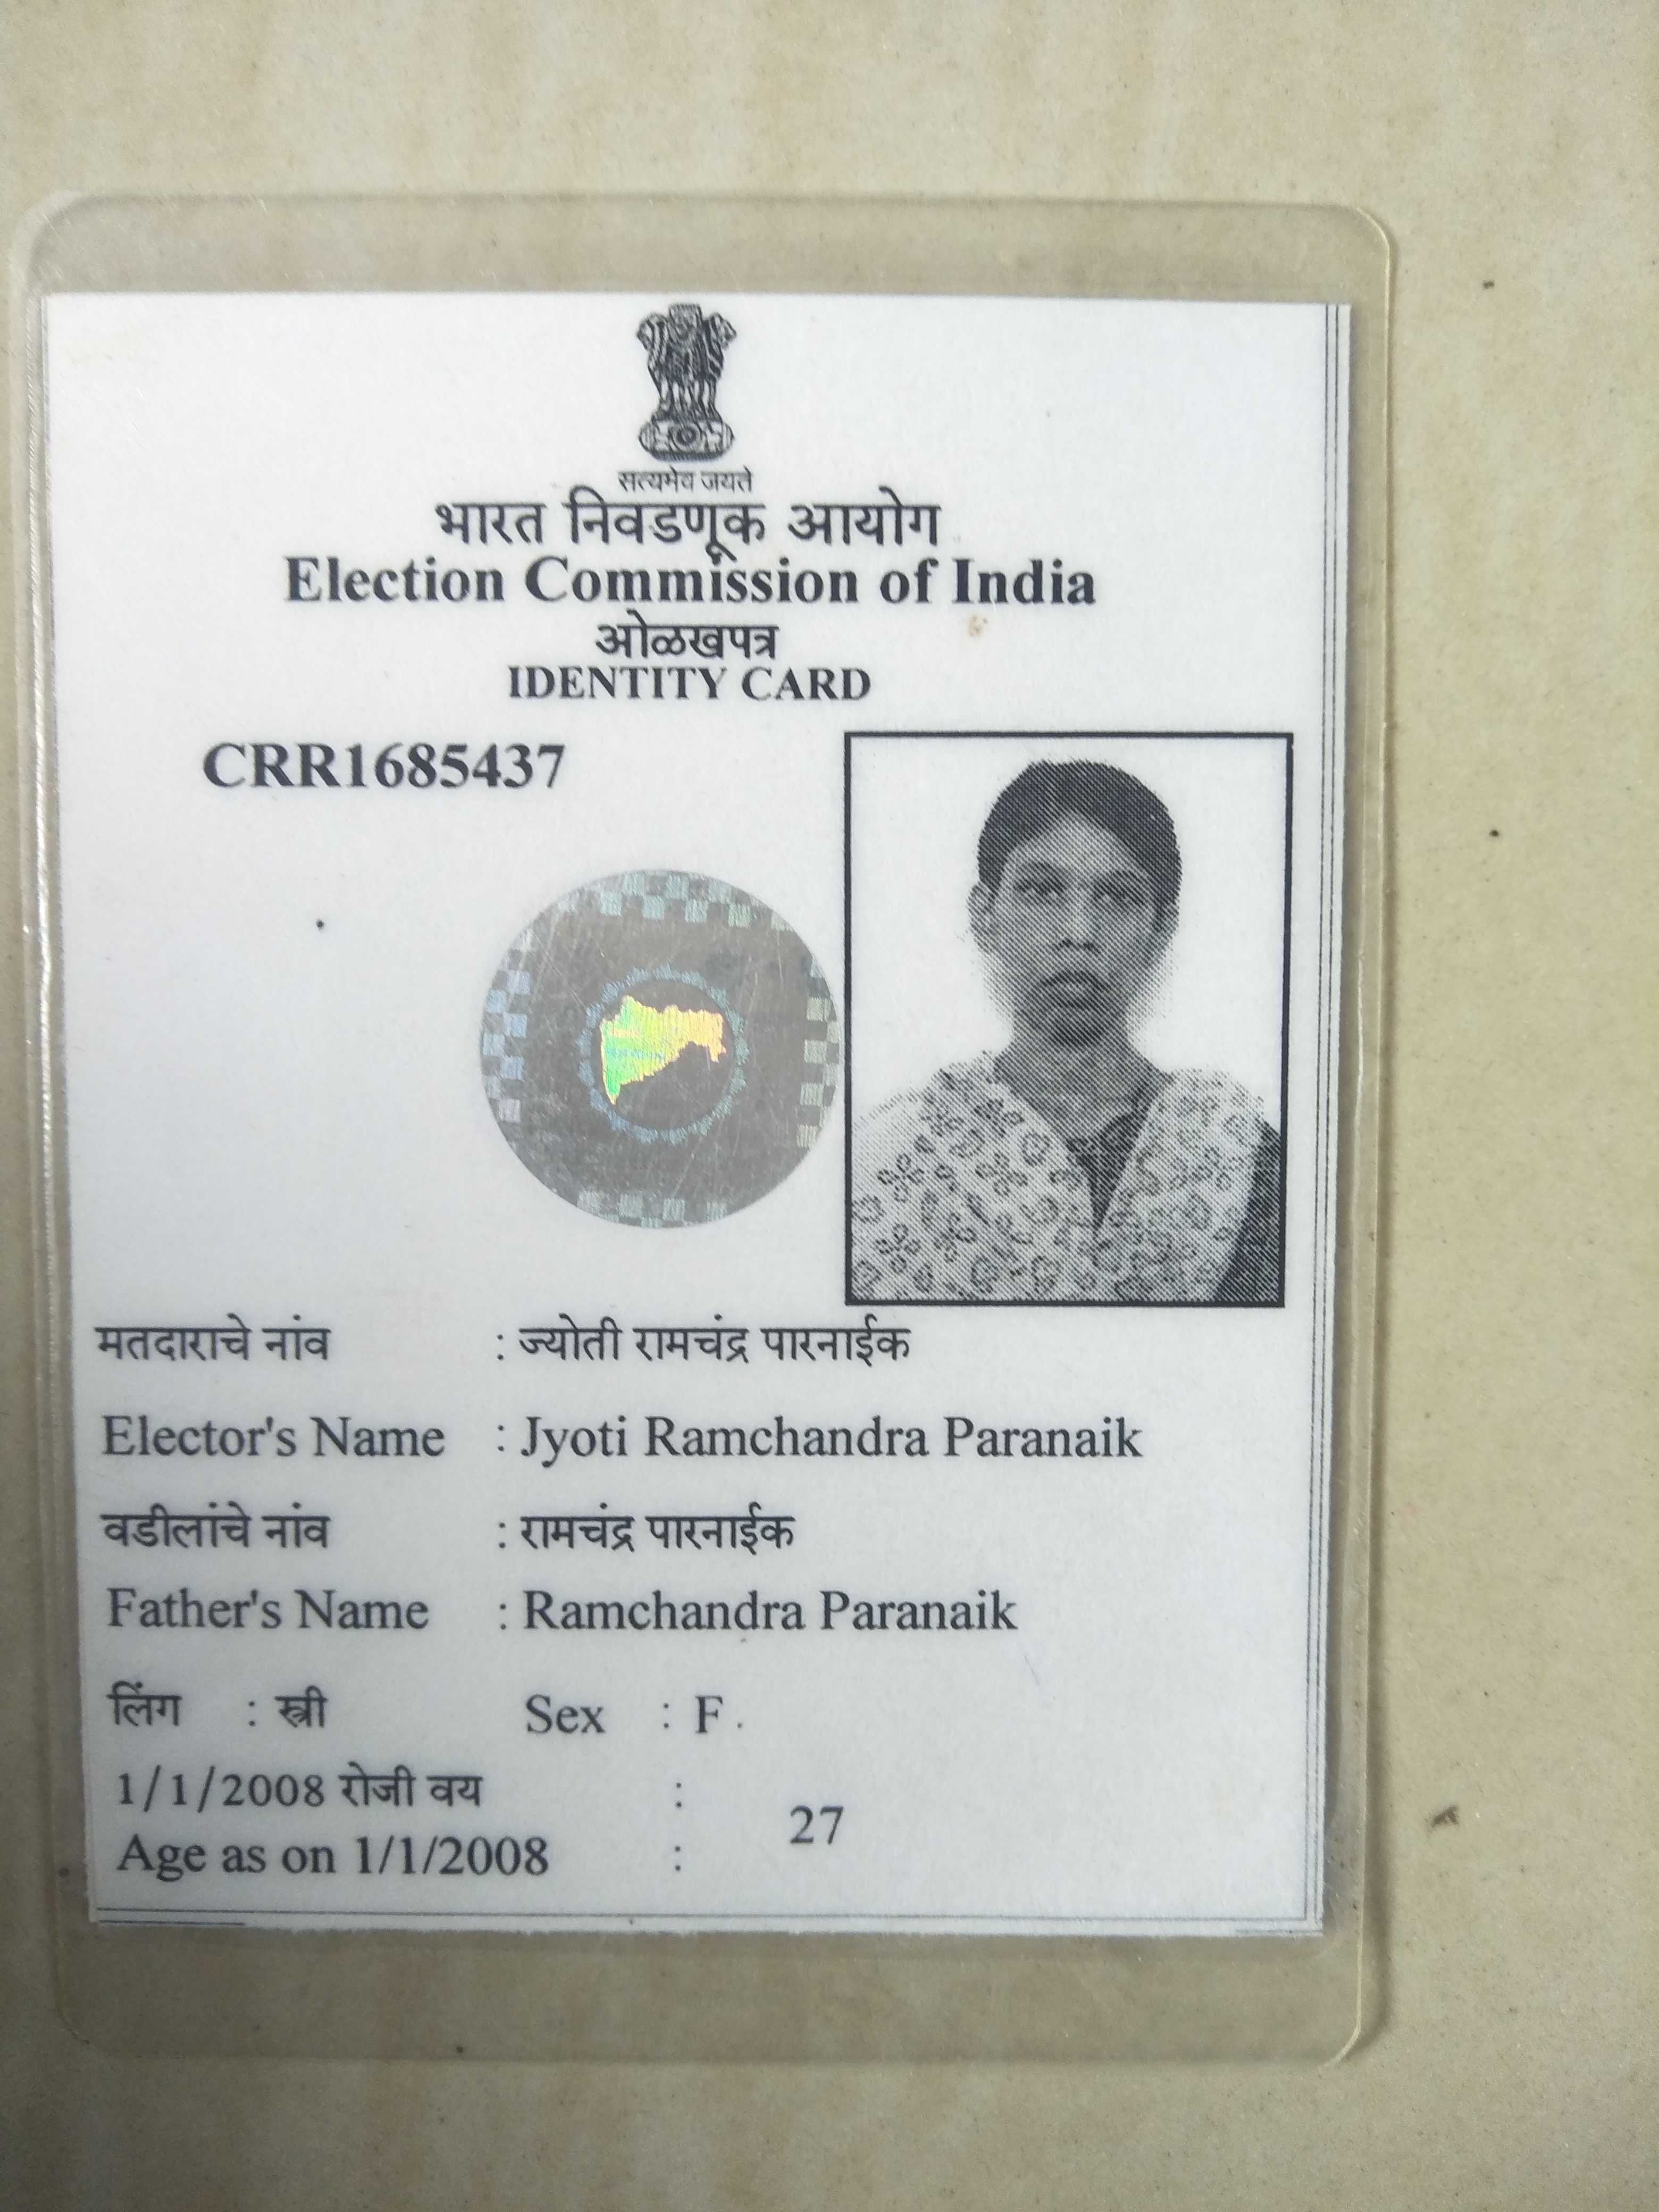 सत्यमेव जयते
भारत निवडणूक आयोग
Election Commission of India
ओळखपत्र
IDENTITY CARD
CRR1685437
मतदाराचे नांव : ज्योती रामचंद्र पारनाईक
Elector's Name : Jyoti Ramchandra Paranaik
वडीलांचे नांव : रामचंद्र पारनाईक
Father's Name : Ramchandra Paranaik
लिंग : स्त्री Sex : F.
1/1/2008 रोजी वय :
27
Age as on 1/1/2008 :